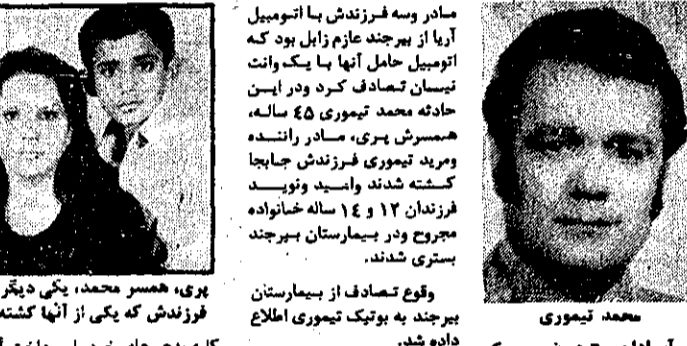 مادر وسه فرزندش با اتومبیل
آریا از بیرجند عازم زابل بود که
اتومبیل حامل آنها با یک وانت
نیسان تصادف کرد ودر این
حادثه محمد تیموری ٤٥ ساله،
همسرش پری، مادر راننده
ومرید تیموری فرزندش جابجا
کشته شدند وامید ونوید
فرزندان ١٢ و ١٤ ساله خانواده
مجروح ودر بیمارستان بیرجند
بستری شدند.
وقوع تصادف از بیمارستان
بیرجند به بوتیک تیموری اطلاع
داده شد.
محمد تیموری
پری، همسر محمد، یکی دیگر
فرزندش که یکی از آنها کشته